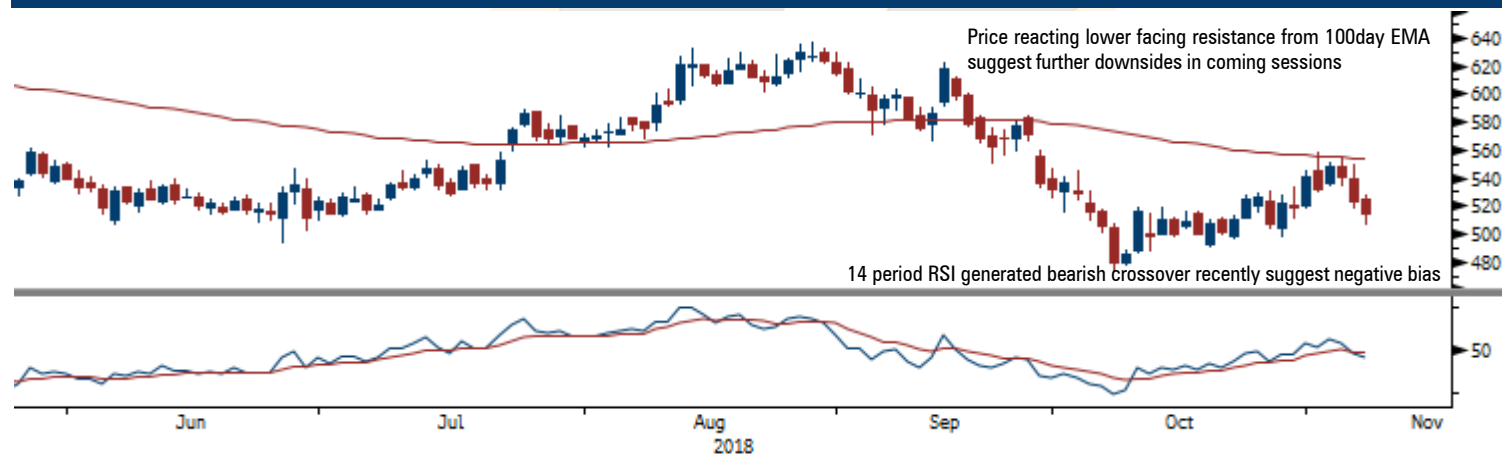 Price reacting lower facing resistance from 100day EMA
suggest further downsides in coming sessions
640
620
600
580
560
540
520
500
480
14 period RSI generated bearish crossover recently suggest negative bias
50
Jun Jul Aug Sep Oct Nov
2018